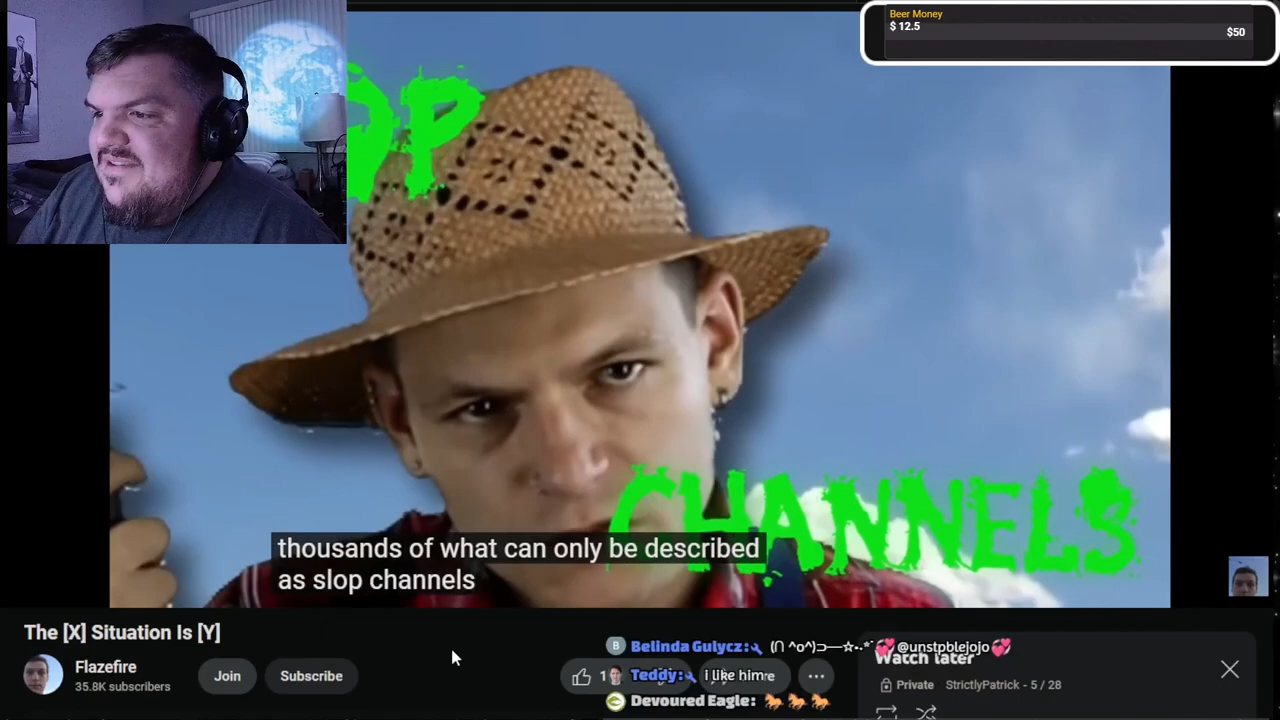 Beer Money
$ 12.5
$50
OP
CHANNELS
thousands of what can only be described
as slop channels
The [X] Situation Is [Y]
Flazefire
35.8K subscribers
Join
Subscribe
Belinda Gulycz: (∩ ^o^)⊃━☆ @unstpblejojo
Teddy: i like him
Devoured Eagle: 🐎 🐎 🐎
Watch later
Private StrictlyPatrick - 5 / 28